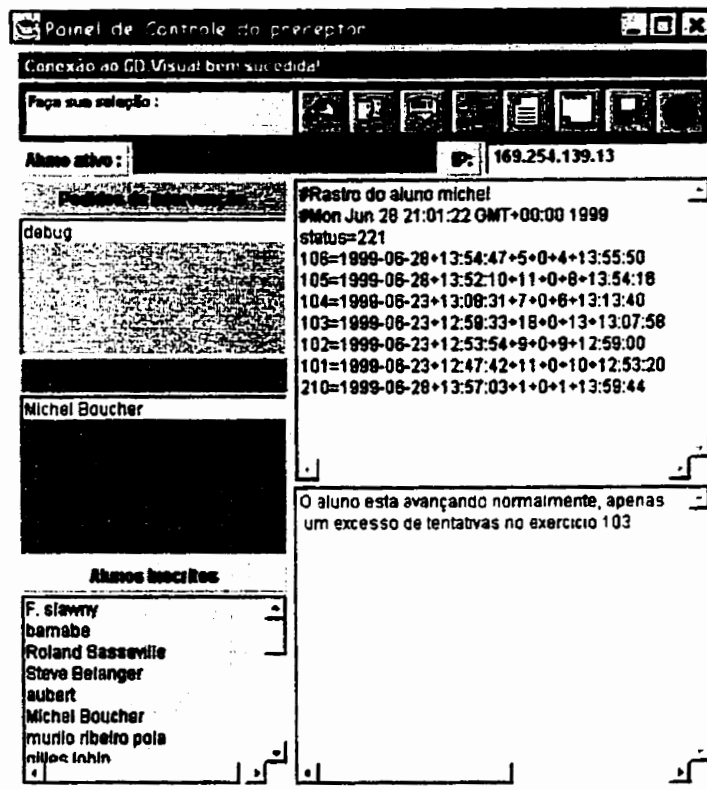 Painel de Controle do preceptor
Conexão ao GD.Visual bem sucedida!
Faça sua seleção :
Aluno ativo :
IP:
169.254.139.13
Pedidos de intervenção
debug
Michel Boucher
Alunos inscritos
F. slawny
barnabe
Roland Basseville
Steve Belanger
aubert
Michel Boucher
murilo ribeiro pola
gilles lobin
#Rastro do aluno michel
#Mon Jun 28 21:01:22 GMT+00:00 1999
status=221
106=1999-06-28+13:54:47+5+0+4+13:55:50
105=1999-06-28+13:52:10+11+0+8+13:54:18
104=1999-06-23+13:09:31+7+0+6+13:13:40
103=1999-06-23+12:59:33+18+0+13+13:07:58
102=1999-06-23+12:53:54+9+0+9+12:59:00
101=1999-06-23+12:47:42+11+0+10+12:53:20
210=1999-06-28+13:57:03+1+0+1+13:59:44
O aluno esta avançando normalmente, apenas
um excesso de tentativas no exercicio 103